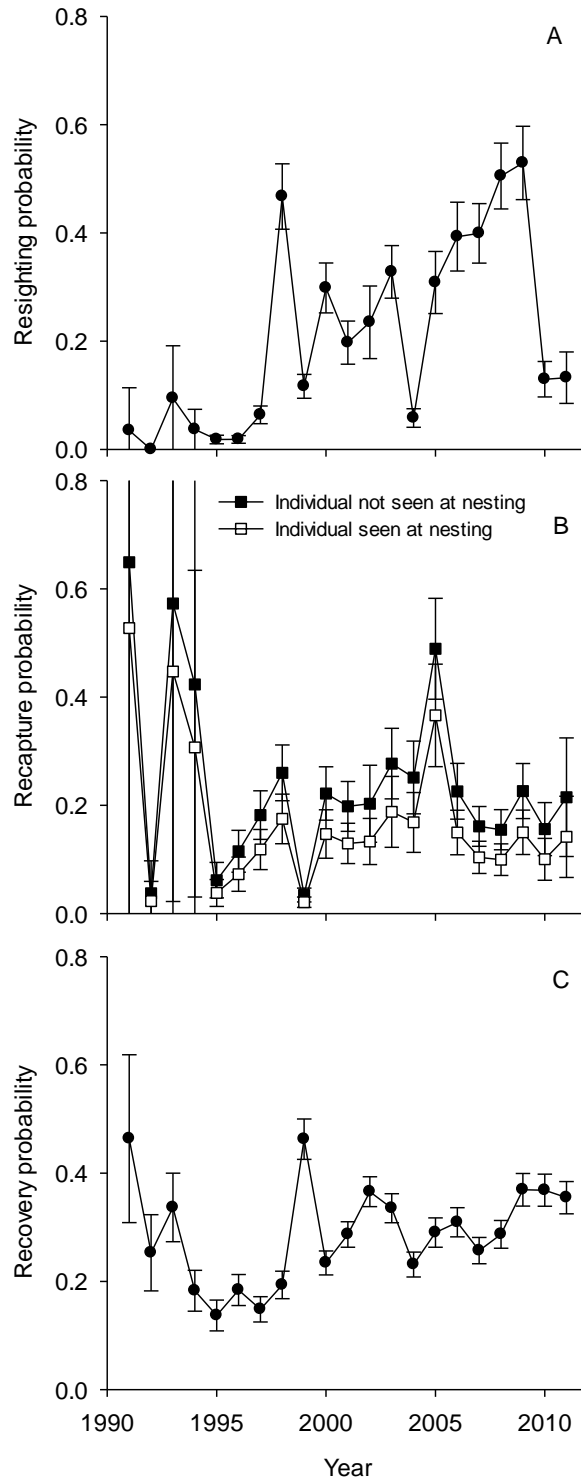 0.8
A
0.6
0.4
0.2
0.0
Resighting probability
0.8
Individual not seen at nesting
B
Individual seen at nesting
0.6
0.4
0.2
0.0
Recapture probability
0.8
C
0.6
0.4
0.2
0.0
Recovery probability
1990 1995 2000 2005 2010
Year